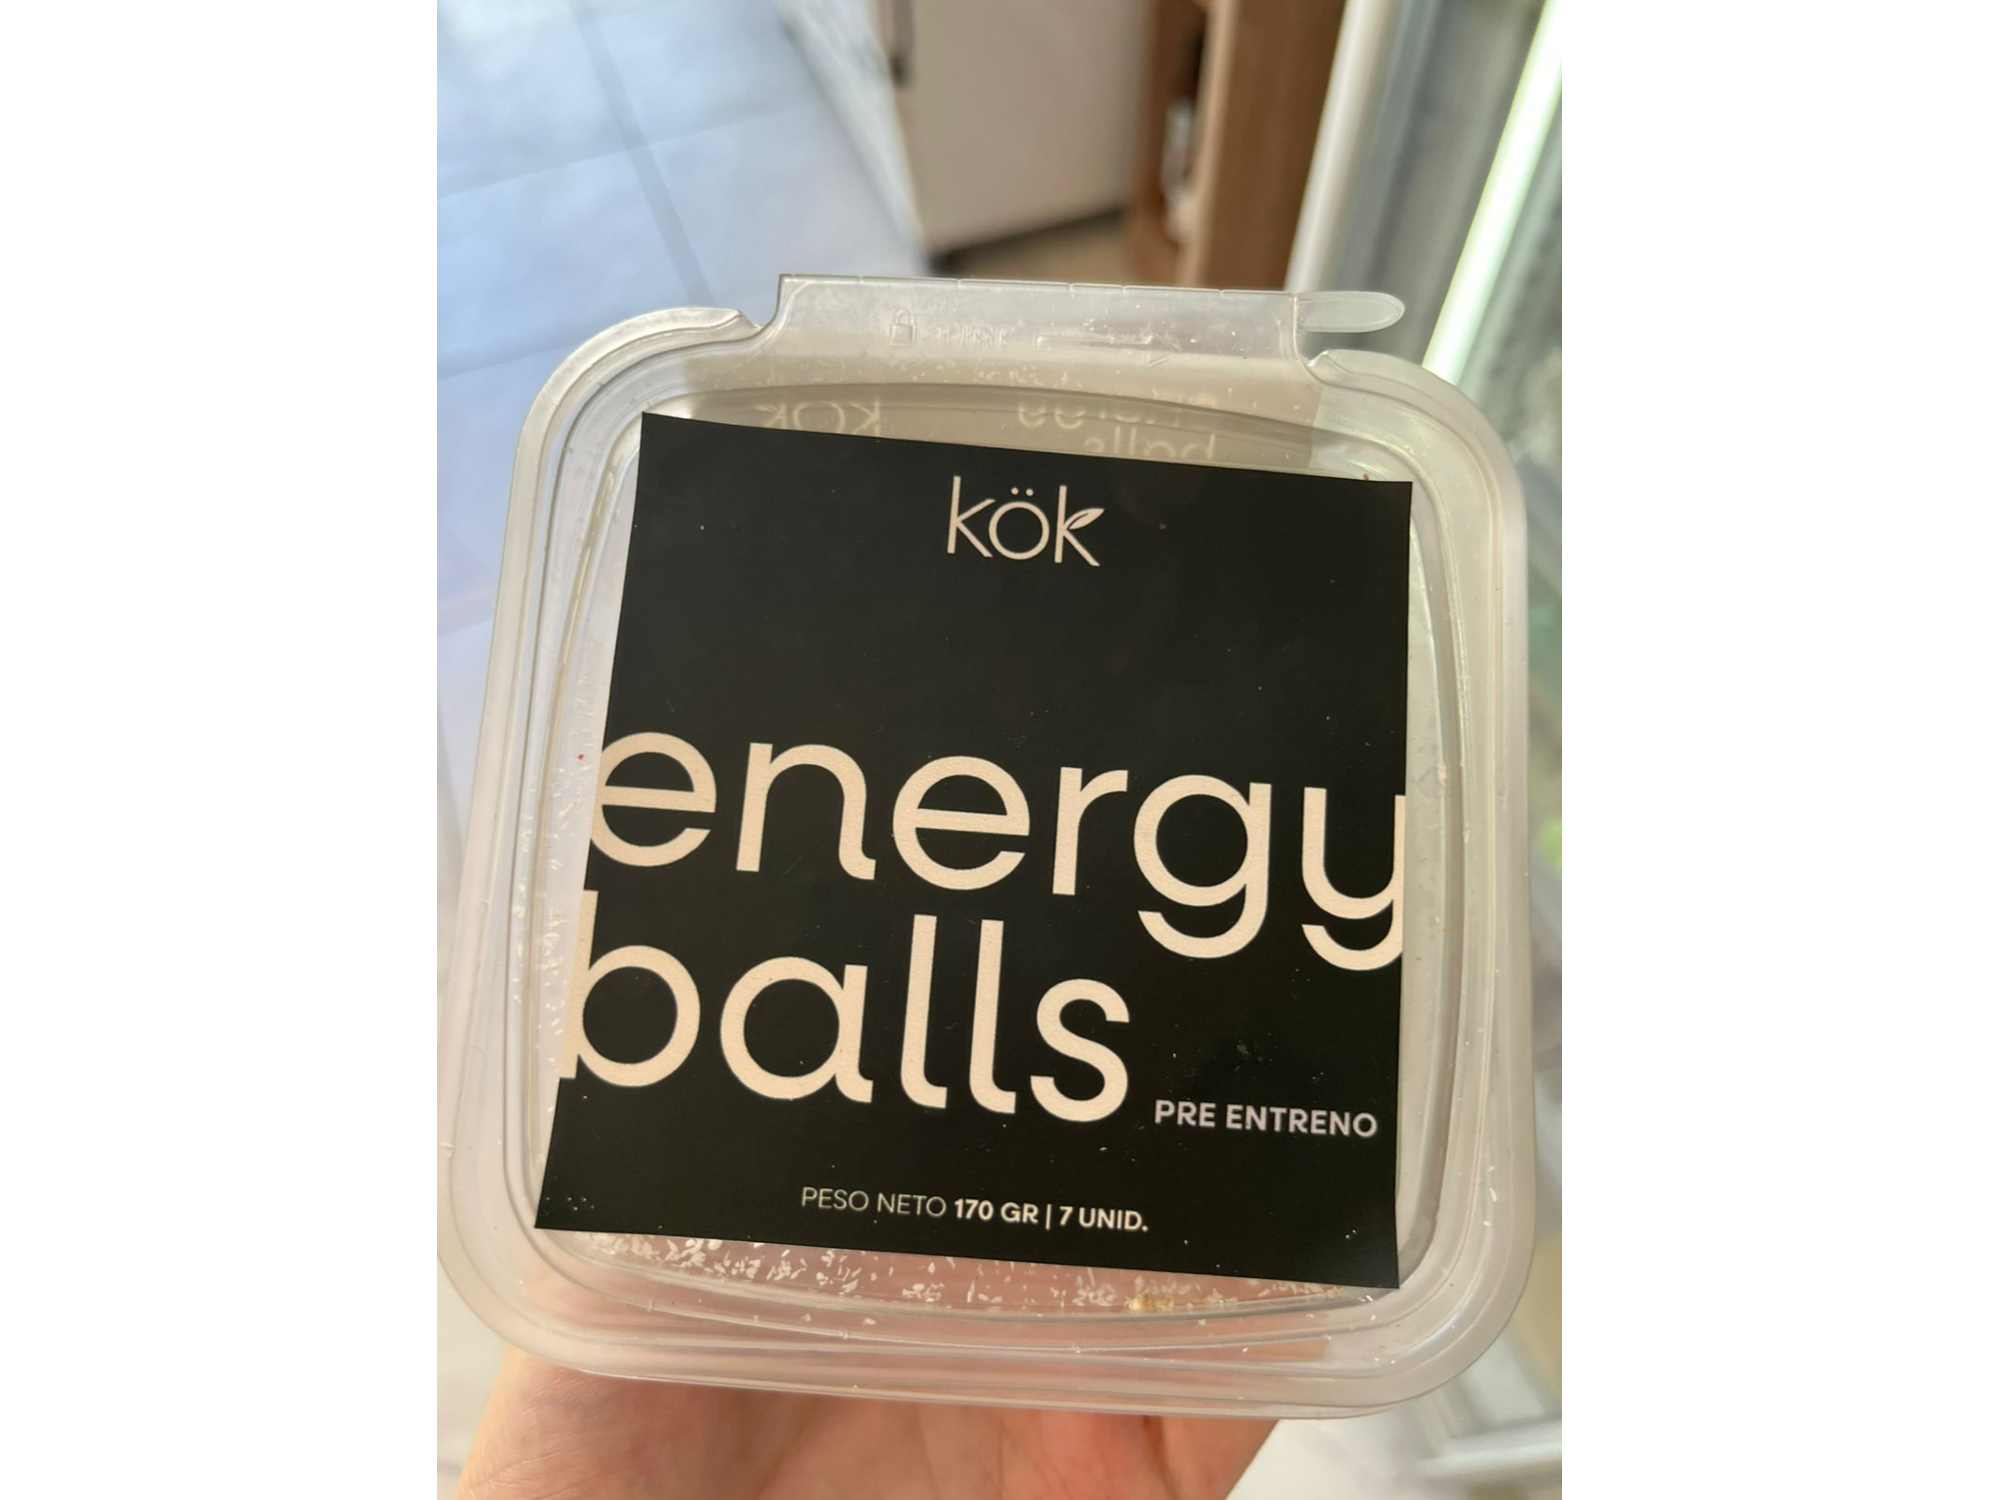 kök
energy
balls
PRE ENTRENO
PESO NETO 170 GR | 7 UNID.